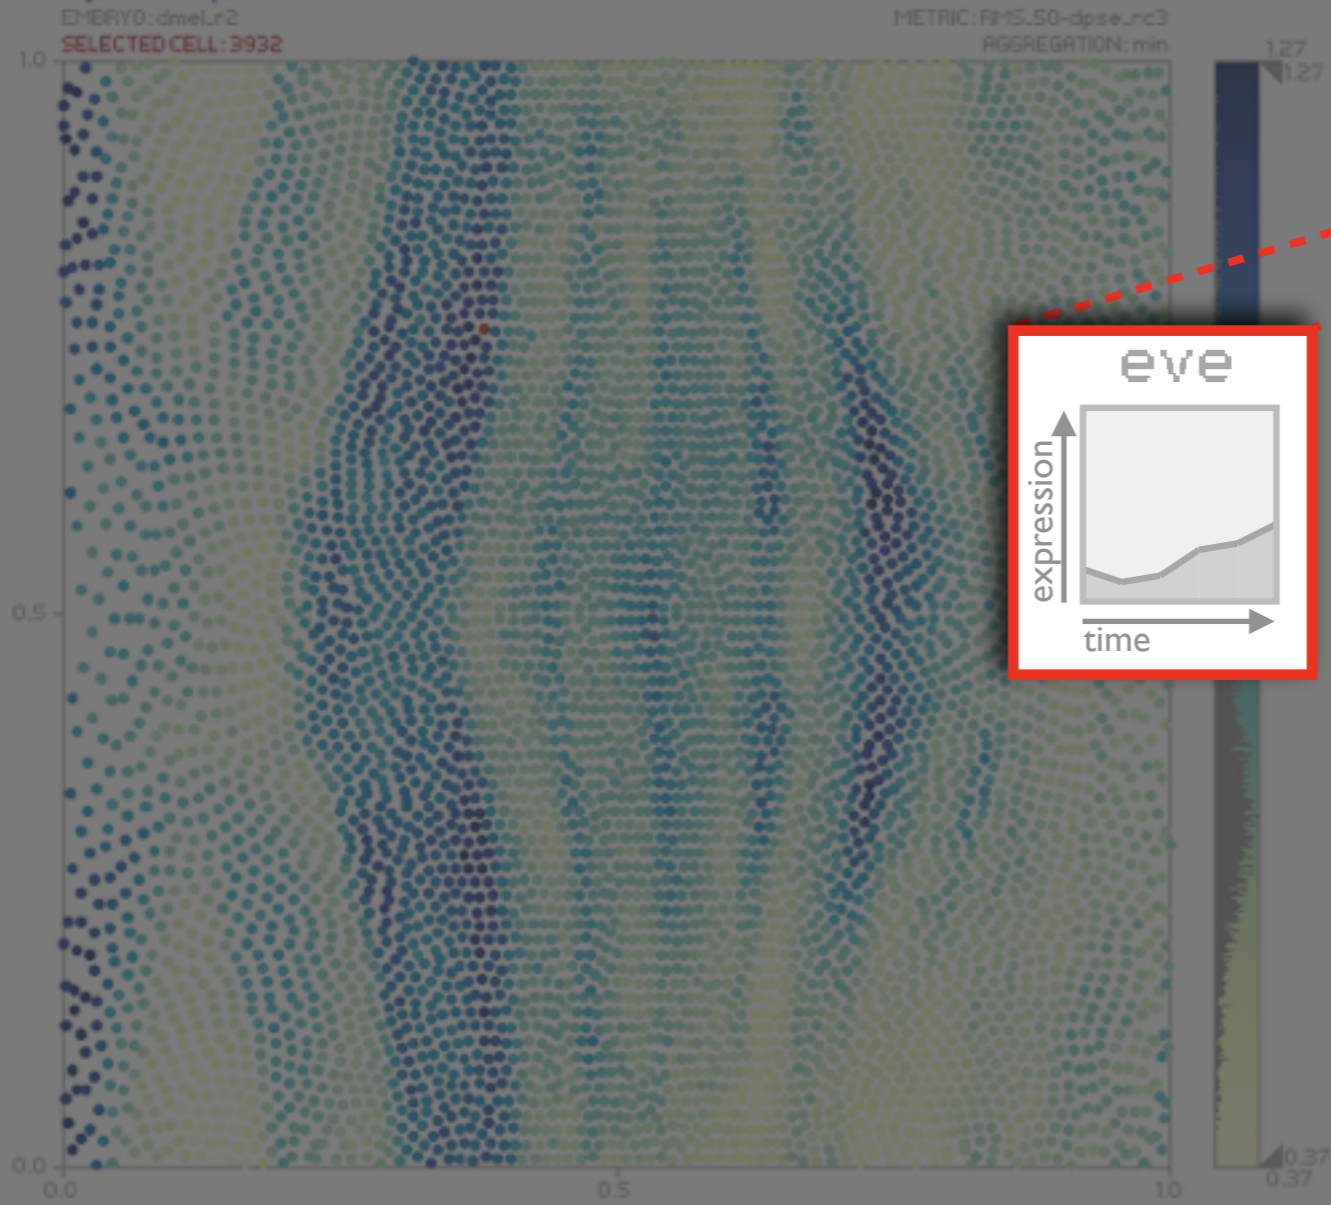 EMBRYO:dmel_r2
METRIC:RMS_50-dpse_rc3
SELECTED CELL:3932
AGGREGATION:min
1.27
1.27
1.0
0.5
0.0
0.0
0.5
1.0
eve
expression
time
0.37
0.37